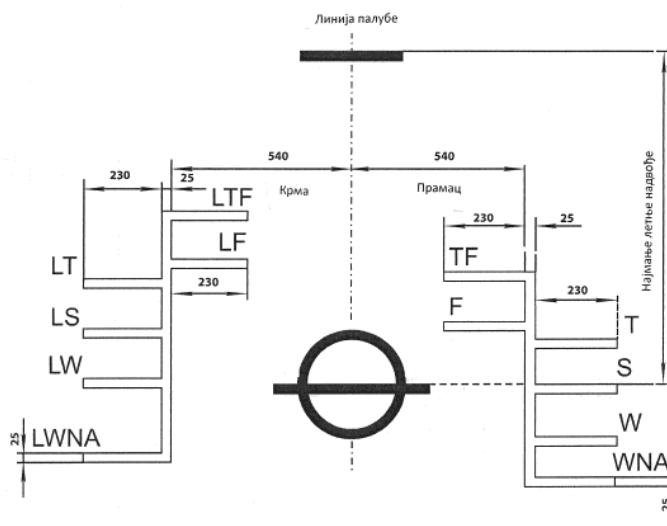 Линија палубе
540
540
230
25
Крма
Прамац
LTF
230
25
LF
TF
LT
230
F
230
T
LS
S
LW
W
LWNA
25
WNA
25
Најмање летње надвође